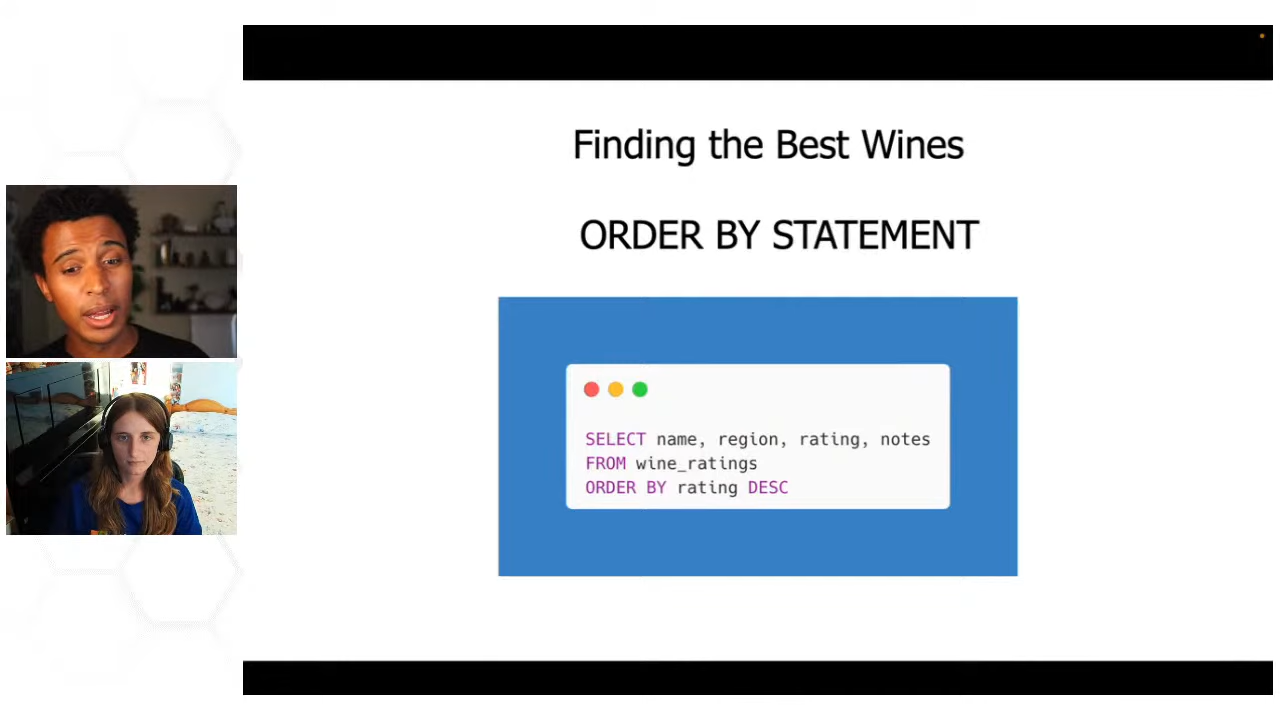 Finding the Best Wines
ORDER BY STATEMENT
SELECT name, region, rating, notes
FROM wine_ratings
ORDER BY rating DESC